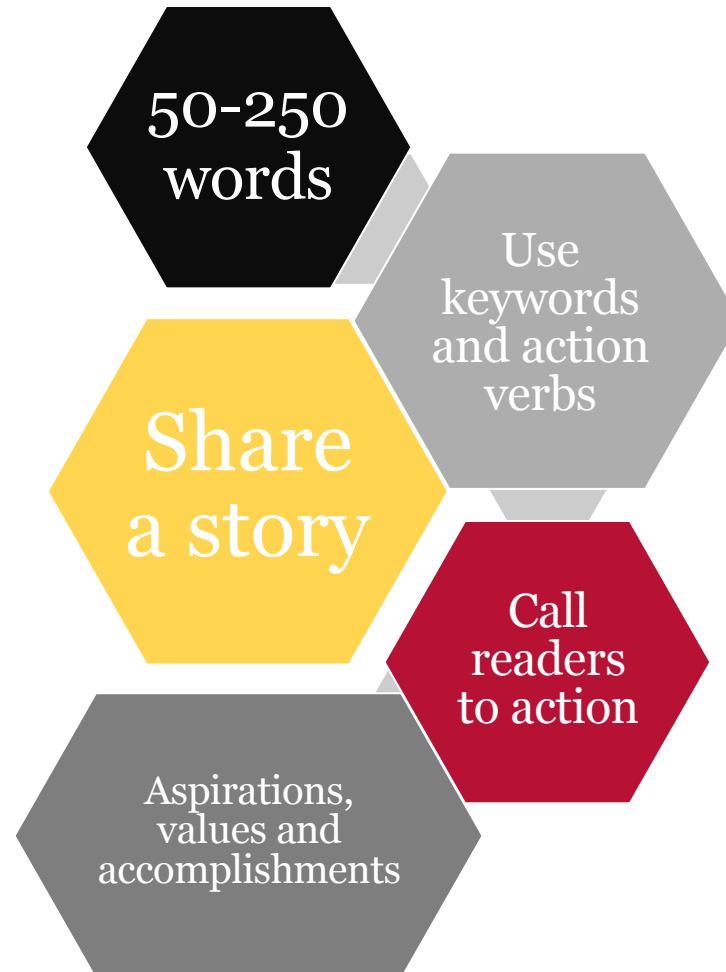 50-250
words
Use
keywords
and action
verbs
Share
a story
Call
readers
to action
Aspirations,
values and
accomplishments